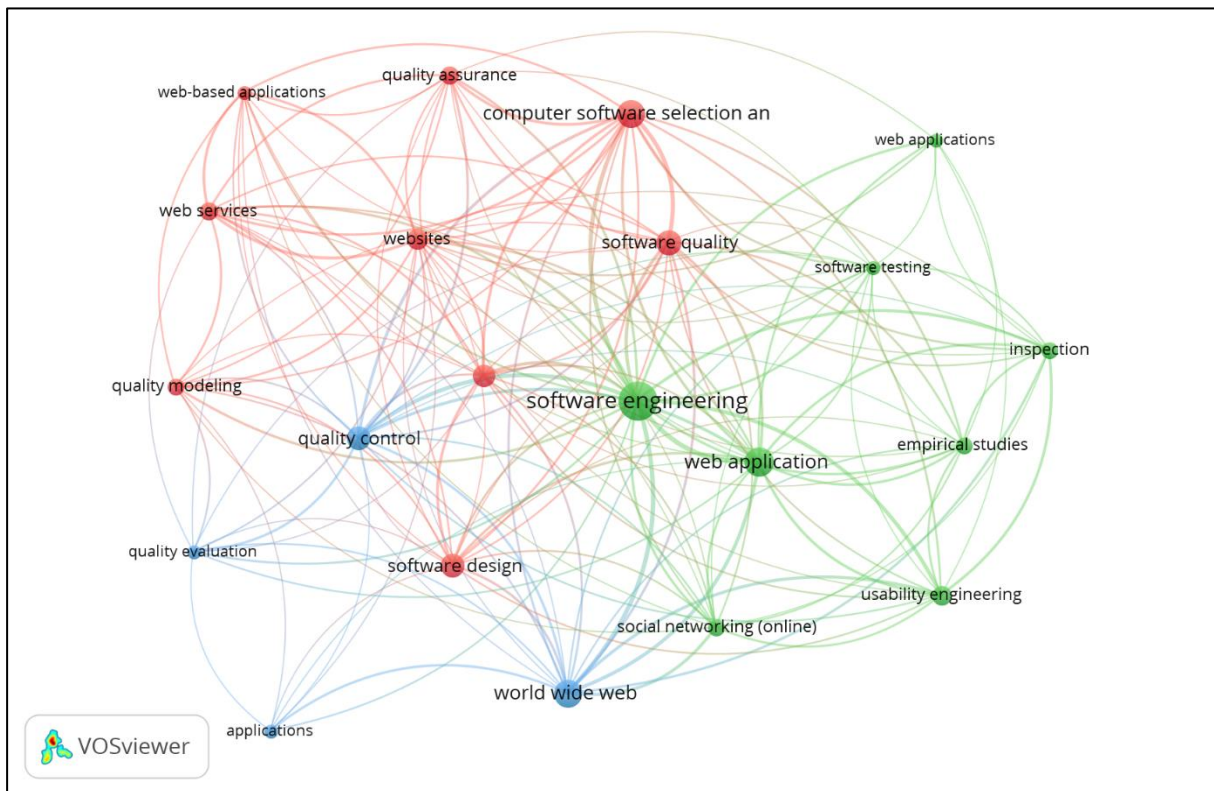 quality assurance
web-based applications
computer software selection an
web applications
web services
websites
software quality
software testing
inspection
quality modeling
software engineering
quality control
web application
empirical studies
quality evaluation
software design
usability engineering
social networking (online)
world wide web
applications
VOSviewer